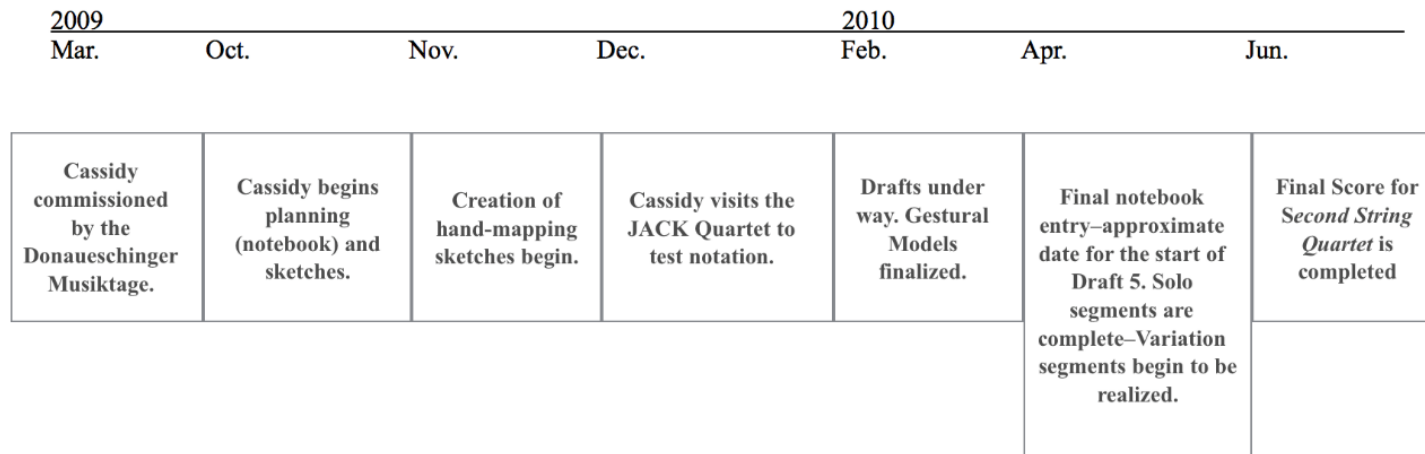 2009 2010
Mar. Oct. Nov. Dec. Feb. Apr. Jun.
Cassidy
commissioned
by the
Donaueschinger
Musiktage.
Cassidy begins
planning
(notebook) and
sketches.
Creation of
hand-mapping
sketches begin.
Cassidy visits the
JACK Quartet to
test notation.
Drafts under
way. Gestural
Models
finalized.
Final notebook
entry–approximate
date for the start of
Draft 5. Solo
segments are
complete–Variation
segments begin to be
realized.
Final Score for
Second String
Quartet is
completed